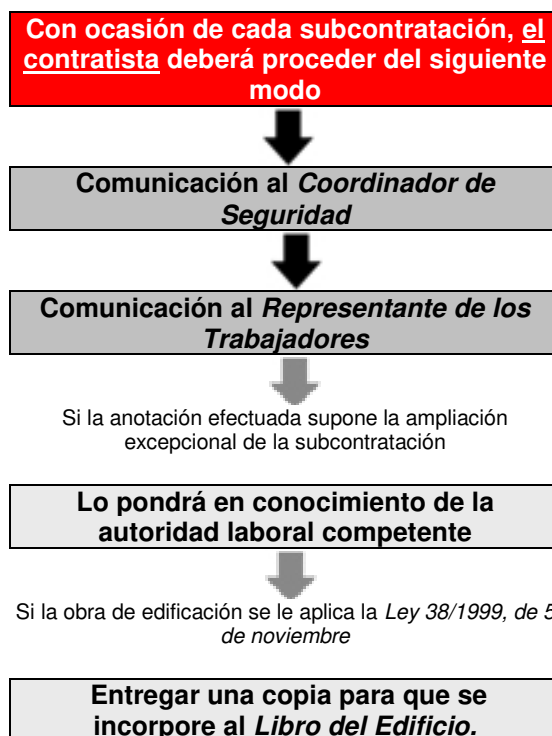 Con ocasión de cada subcontratación, el
contratista deberá proceder del siguiente
modo
Comunicación al Coordinador de
Seguridad
Comunicación al Representante de los
Trabajadores
Si la anotación efectuada supone la ampliación
excepcional de la subcontratación
Lo pondrá en conocimiento de la
autoridad laboral competente
Si la obra de edificación se le aplica la Ley 38/1999, de 5
de noviembre
Entregar una copia para que se
incorpore al Libro del Edificio.